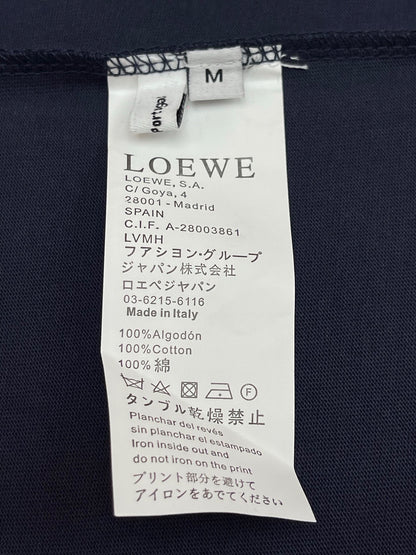 M
Portugal
LOEWE
LOEWE, S.A.
C/ Goya, 4
28001 - Madrid
SPAIN
C.I.F. A-28003861
LVMH
フアション・グループ
ジャパン株式会社
ロエベジャパン
03-6215-6116
Made in Italy
100%Algodón
100%Cotton
100%綿
F
タンブル乾燥禁止
Planchar del revés
sin planchar el estampado
Iron inside out and
do not iron on the print
プリント部分を避けて
アイロンをあでてください